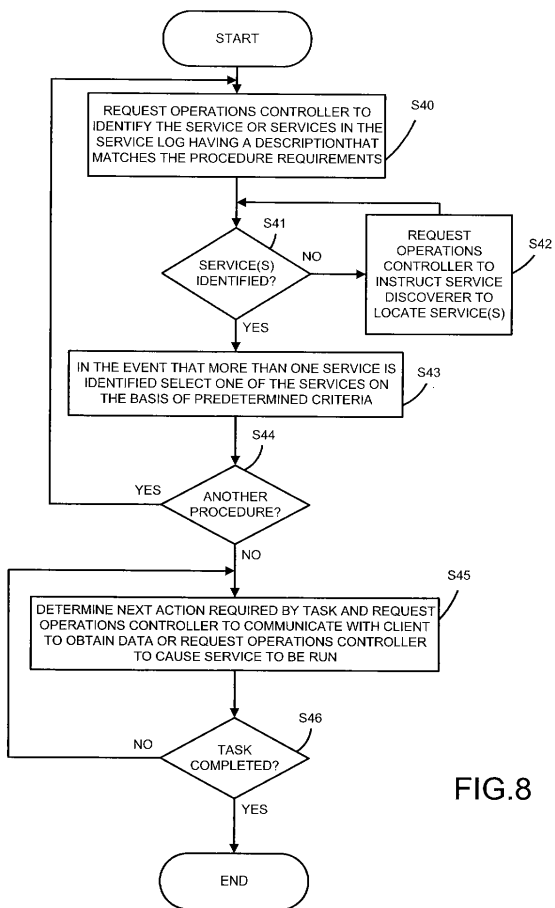 START
REQUEST OPERATIONS CONTROLLER TO
IDENTIFY THE SERVICE OR SERVICES IN THE
SERVICE LOG HAVING A DESCRIPTIONTHAT
MATCHES THE PROCEDURE REQUIREMENTS
S40
S41
SERVICE(S)
IDENTIFIED?
NO
YES
REQUEST
OPERATIONS
CONTROLLER TO
INSTRUCT SERVICE
DISCOVERER TO
LOCATE SERVICE(S)
S42
IN THE EVENT THAT MORE THAN ONE SERVICE IS
IDENTIFIED SELECT ONE OF THE SERVICES ON
THE BASIS OF PREDETERMINED CRITERIA
S43
S44
YES
ANOTHER
PROCEDURE?
NO
S45
DETERMINE NEXT ACTION REQUIRED BY TASK AND REQUEST
OPERATIONS CONTROLLER TO COMMUNICATE WITH CLIENT
TO OBTAIN DATA OR REQUEST OPERATIONS CONTROLLER
TO CAUSE SERVICE TO BE RUN
S46
NO
TASK
COMPLETED?
YES
FIG.8
END